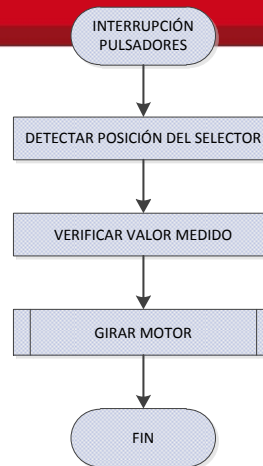 INTERRUPCIÓN
PULSADORES
DETECTAR POSICIÓN DEL SELECTOR
VERIFICAR VALOR MEDIDO
GIRAR MOTOR
FIN